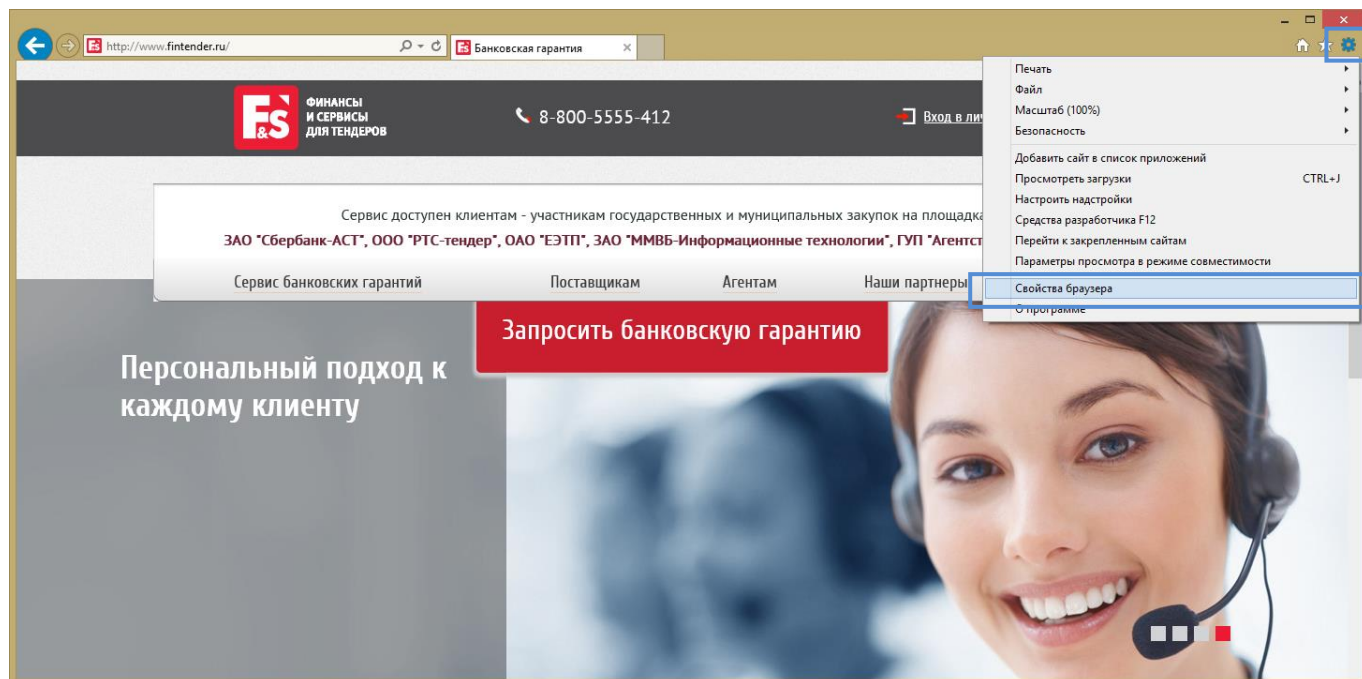 http://www.fintender.ru/
Банковская гарантия
Печать
Файл
Масштаб (100%)
Безопасность
Добавить сайт в список приложений
Просмотреть загрузки CTRL+J
Настроить надстройки
Средства разработчика F12
Перейти к закрепленным сайтам
Параметры просмотра в режиме совместимости
Свойства браузера
О программе
F&S
ФИНАНСЫ
И СЕРВИСЫ
ДЛЯ ТЕНДЕРОВ
8-800-5555-412
Вход в ли
Сервис доступен клиентам - участникам государственных и муниципальных закупок на площадка
ЗАО "Сбербанк-АСТ", ООО "РТС-тендер", ОАО "ЕЭТП", ЗАО "ММВБ-Информационные технологии", ГУП "Агентст
Сервис банковских гарантий Поставщикам Агентам Наши партнеры
Запросить банковскую гарантию
Персональный подход к
каждому клиенту